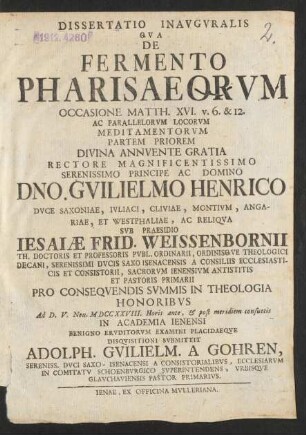 DISSERTATIO INAVGVRALIS
2.
QVA
1912.4260
DE
FERMENTO
PHARISAEORVM
OCCASIONE MATTH. XVI. v. 6. & 12.
AC PARALLELORVM LOCORVM
MEDITAMENTORVM
PARTEM PRIOREM
DIVINA ANNVENTE GRATIA
RECTORE MAGNIFICENTISSIMO
SERENISSIMO PRINCIPE AC DOMINO
DNO. GVILIELMO HENRICO
DVCE SAXONIAE, IVLIACI, CLIVIAE, MONTIVM, ANGA-
RIAE, ET WESTPHALIAE, AC RELIQVA
SVB PRAESIDIO
IESAIAE FRID. WEISSENBORNII
TH. DOCTORIS ET PROFESSORIS PVBL. ORDINARII, ORDINISQVE THEOLOGICI
DECANI, SERENISSIMI DVCIS SAXO ISENACENSIS A CONSILIIS ECCLESIASTI-
CIS ET CONSISTORII, SACRORVM IENENSIVM ANTISTITIS
ET PASTORIS PRIMARII
PRO CONSEQVENDIS SVMMIS IN THEOLOGIA
HONORIBVS
Ad D. V. Nov. MDCCXXVIII. Horis ante, & post meridiem consuetis
IN ACADEMIA IENENSI
BENIGNO ERVDITORVM EXAMINI PLACIDAEQVE
DISQVISITIONI SVBMITTIT
ADOLPH. GVILIELM. A GOHREN,
SERENISS. DVCI SAXO- ISENACENSI A CONSISTORIALIBVS, ECCLESIARVM
IN COMITATV SCHOENBVRGICO SVPERINTENDENS, VRBISQVE
GLAVCHAVIENSIS PASTOR PRIMARIVS.
IENAE, EX OFFICINA MVLLERIANA.